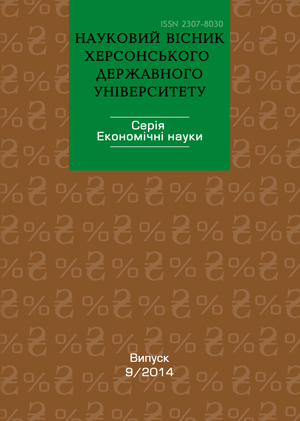 ISSN 2307-8030
НАУКОВИЙ ВІСНИК
ХЕРСОНСЬКОГО
ДЕРЖАВНОГО
УНІВЕРСИТЕТУ
Серія
Економічні науки
Випуск
9/2014